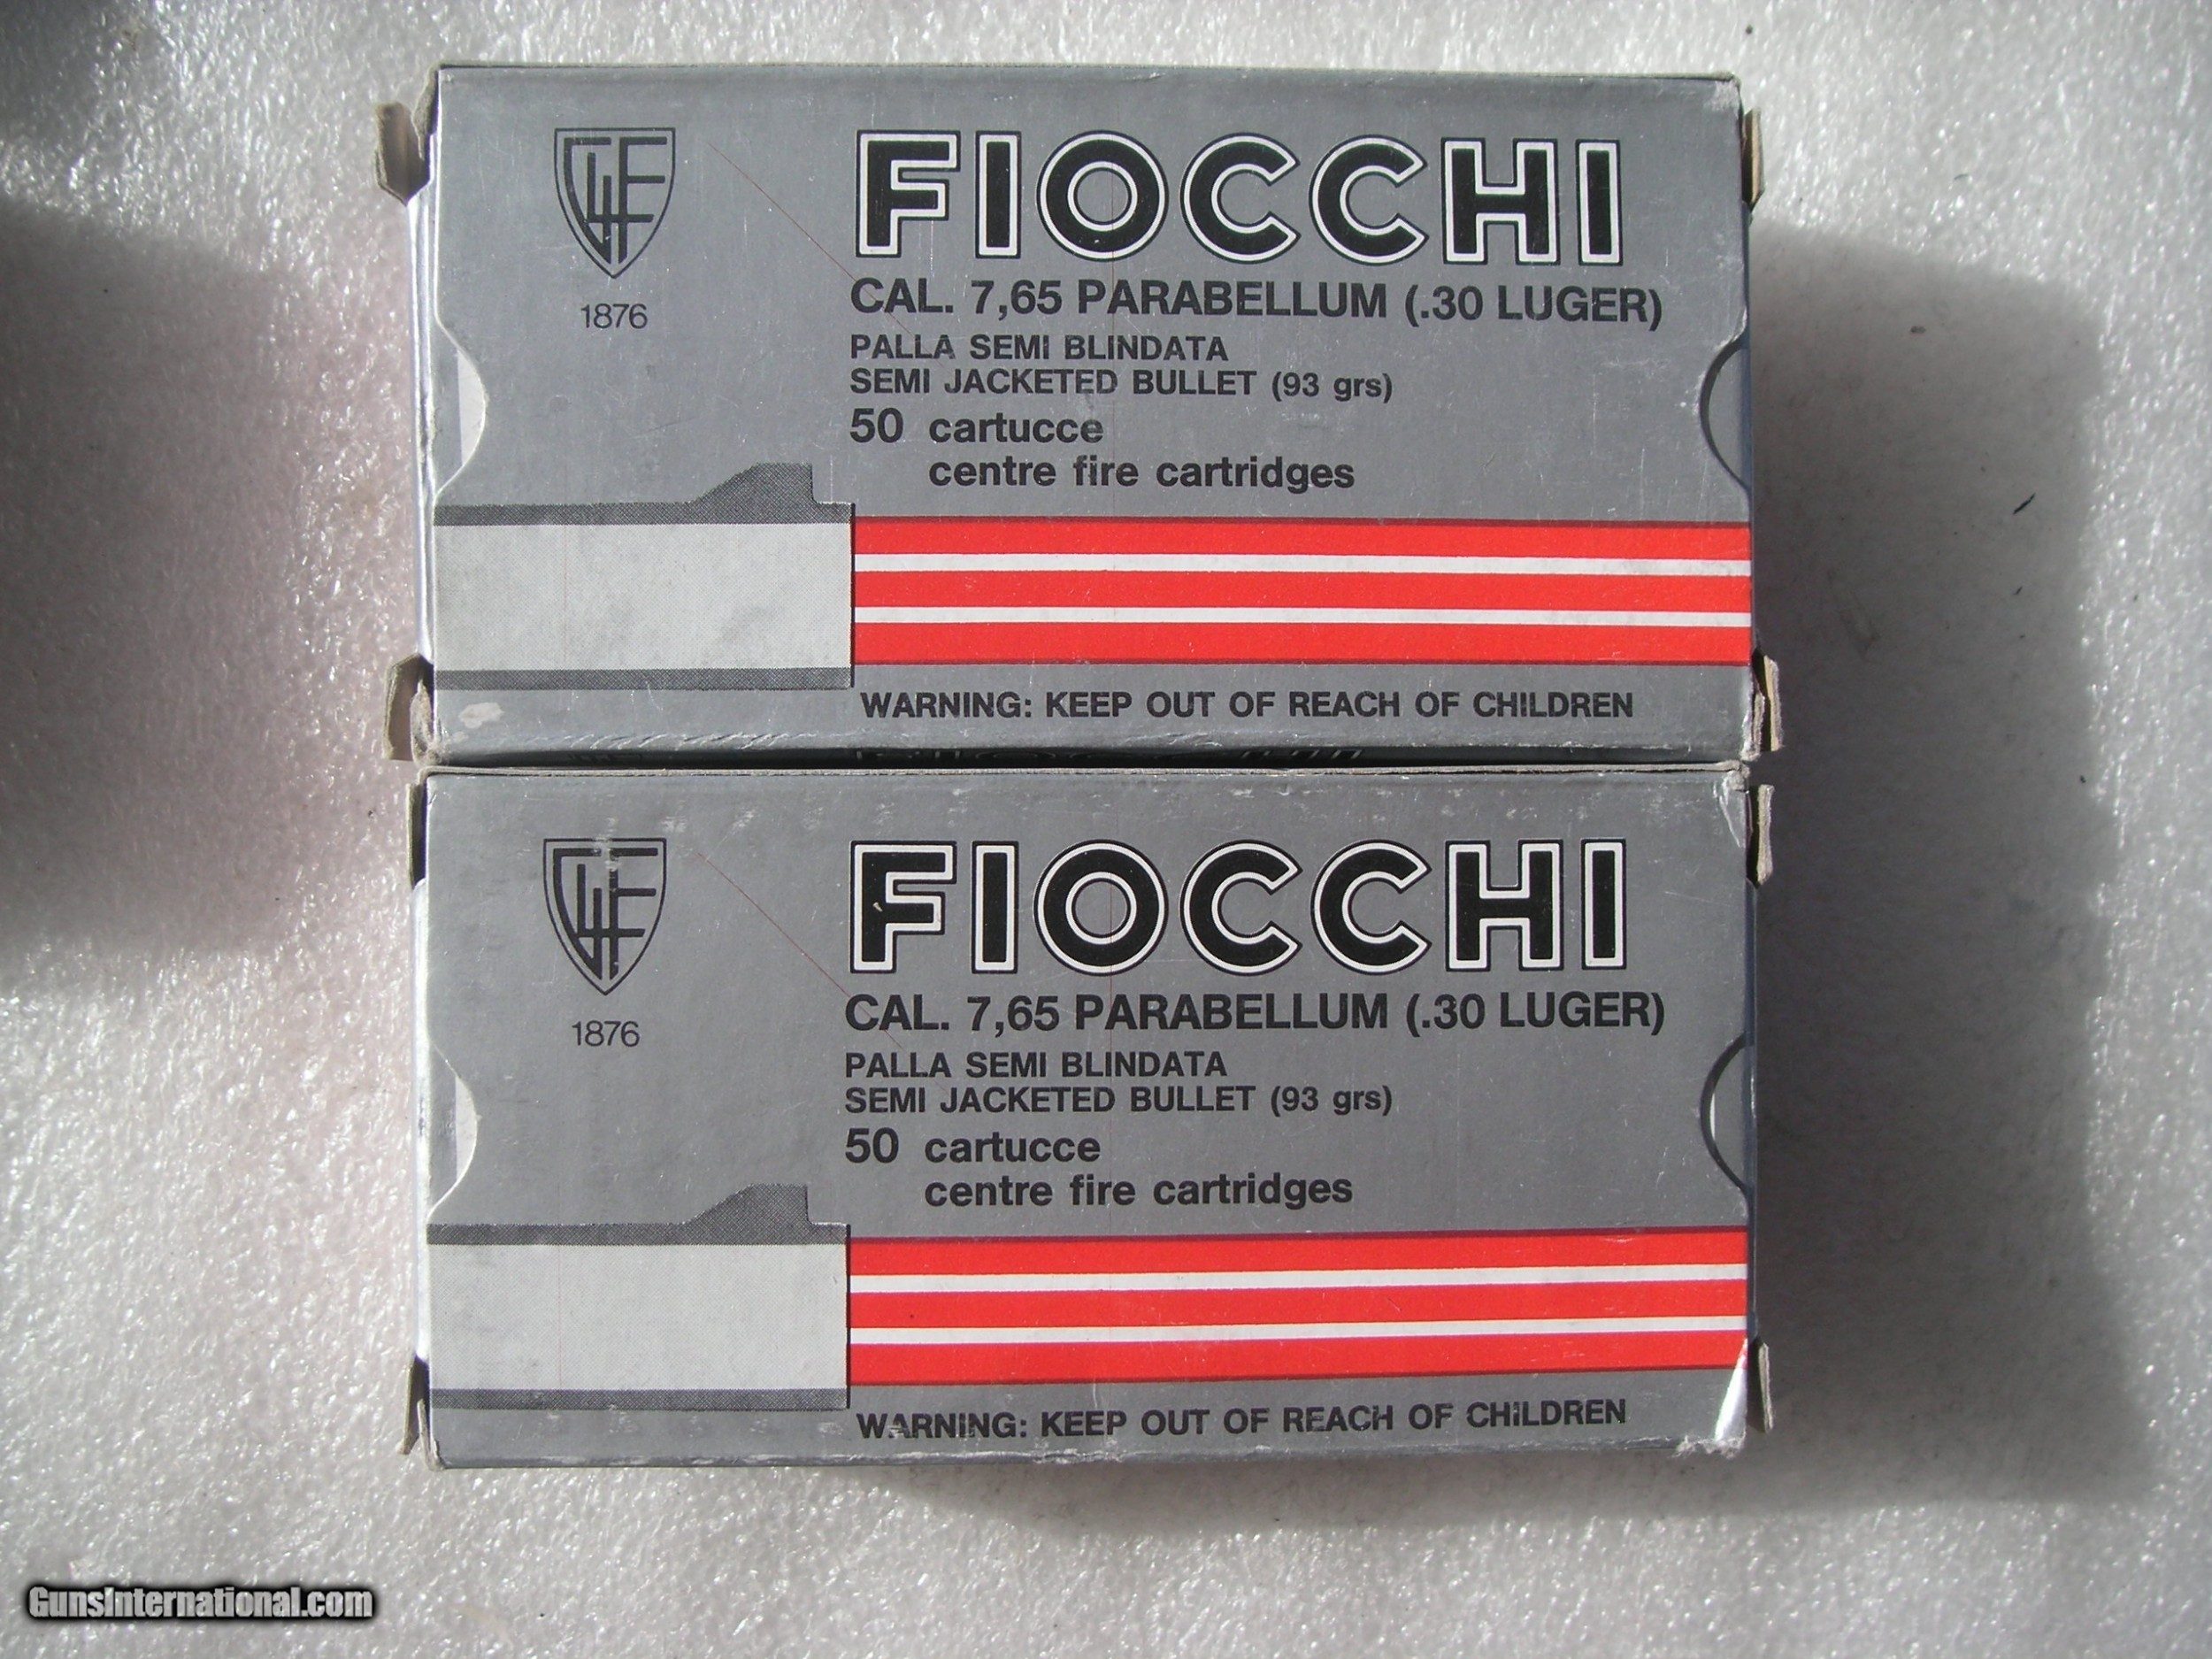 GFL
FIOCCHI
1876
CAL. 7,65 PARABELLUM (.30 LUGER)
PALLA SEMI BLINDATA
SEMI JACKETED BULLET (93 grs)
50 cartucce
centre fire cartridges
WARNING: KEEP OUT OF REACH OF CHILDREN
GFL
FIOCCHI
1876
CAL. 7,65 PARABELLUM (.30 LUGER)
PALLA SEMI BLINDATA
SEMI JACKETED BULLET (93 grs)
50 cartucce
centre fire cartridges
WARNING: KEEP OUT OF REACH OF CHILDREN
GunsInternational.com